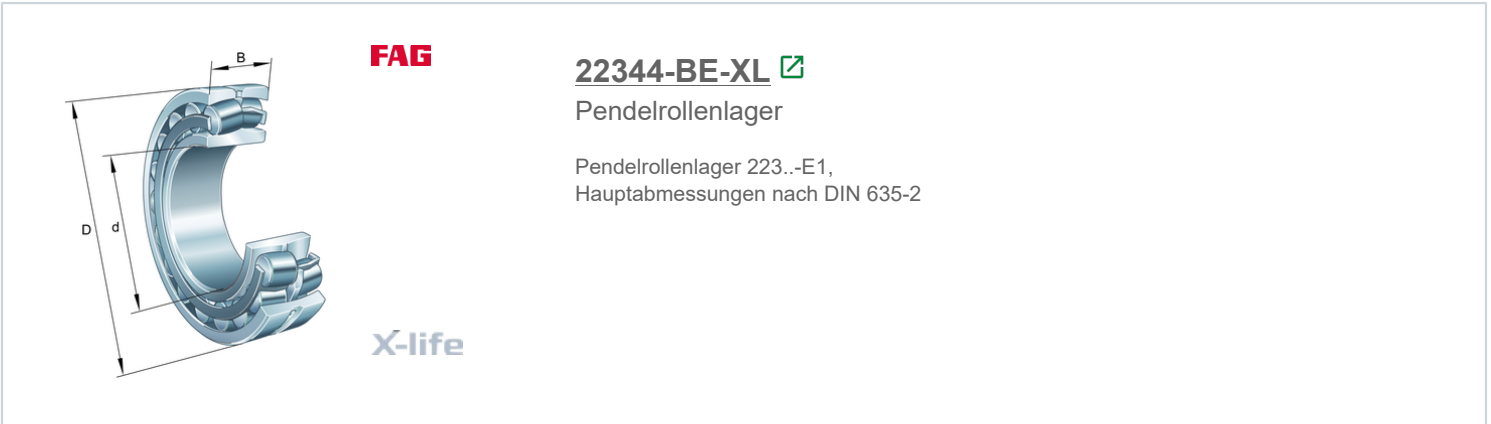 B
D
d
FAG
X-life
22344-BE-XL
Pendelrollenlager
Pendelrollenlager 223..-E1,
Hauptabmessungen nach DIN 635-2